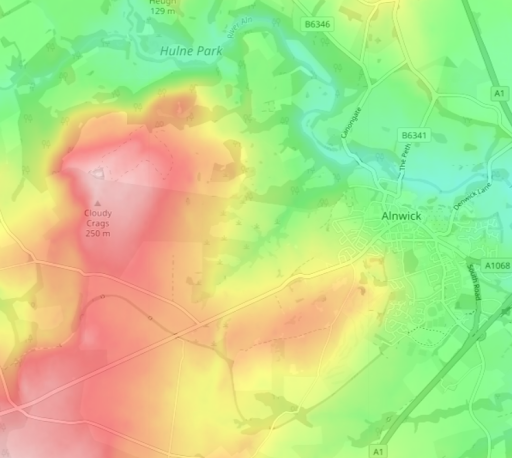 Heugh
129 m
B6346
River Aln
Hulne Park
A1
Canongate
B6341
The Peth
Denwick Lane
Cloudy
Crags
250 m
Alnwick
A1068
South Road
A1